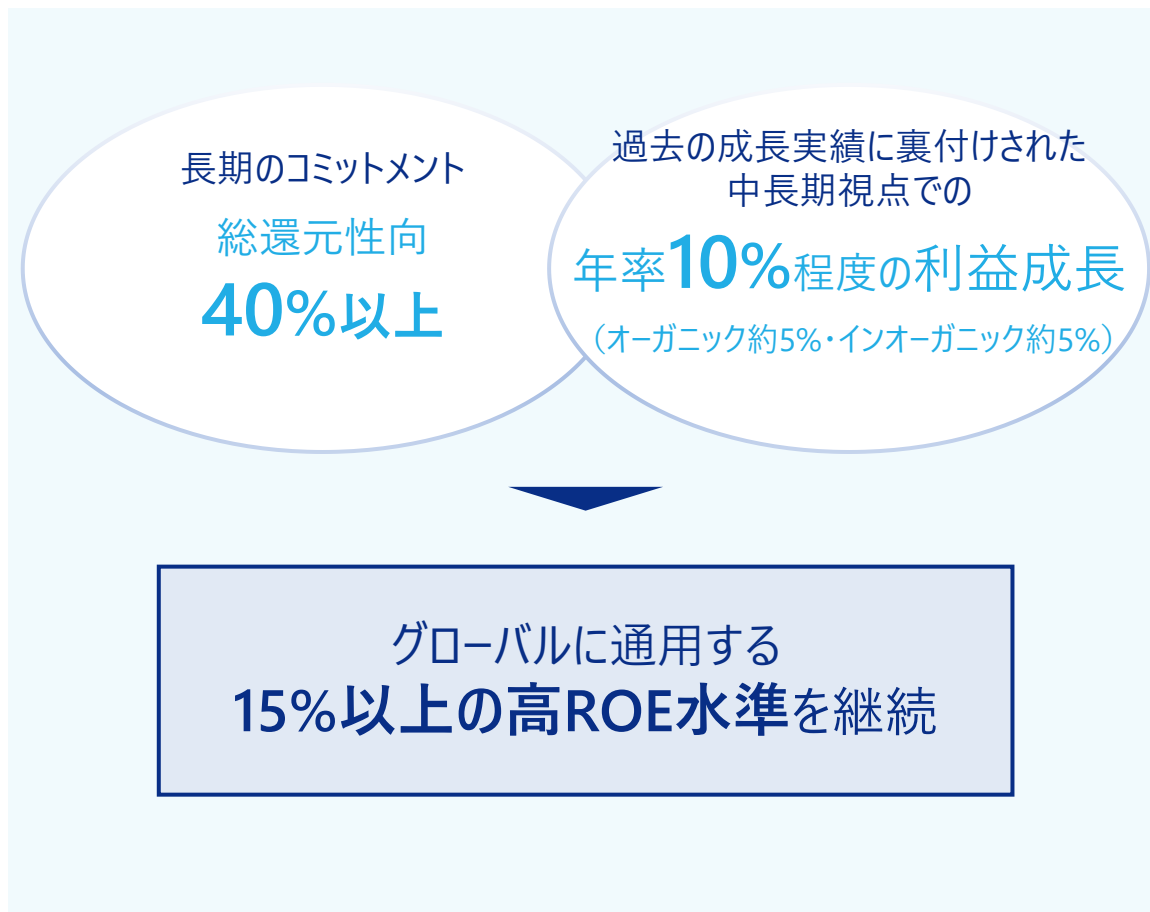 長期のコミットメント
総還元性向
40%以上
過去の成長実績に裏付けされた
中長期視点での
年率10%程度の利益成長
（オーガニック約5%・インオーガニック約5%）
グローバルに通用する
15%以上の高ROE水準を継続